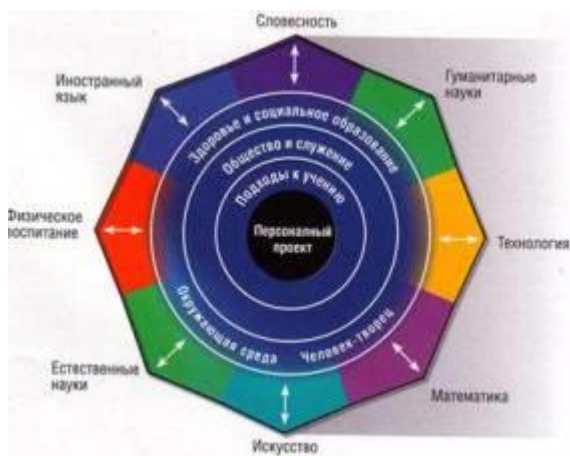 Словесность
Иностранный
язык
Гуманитарные
науки
Здоровье и социальное образование
Общество и служение
Подходы к учению
Физическое
воспитание
Персоналный
проект
Технология
Окружающая среда
Человек-творец
Естественные
науки
Математика
Искусство